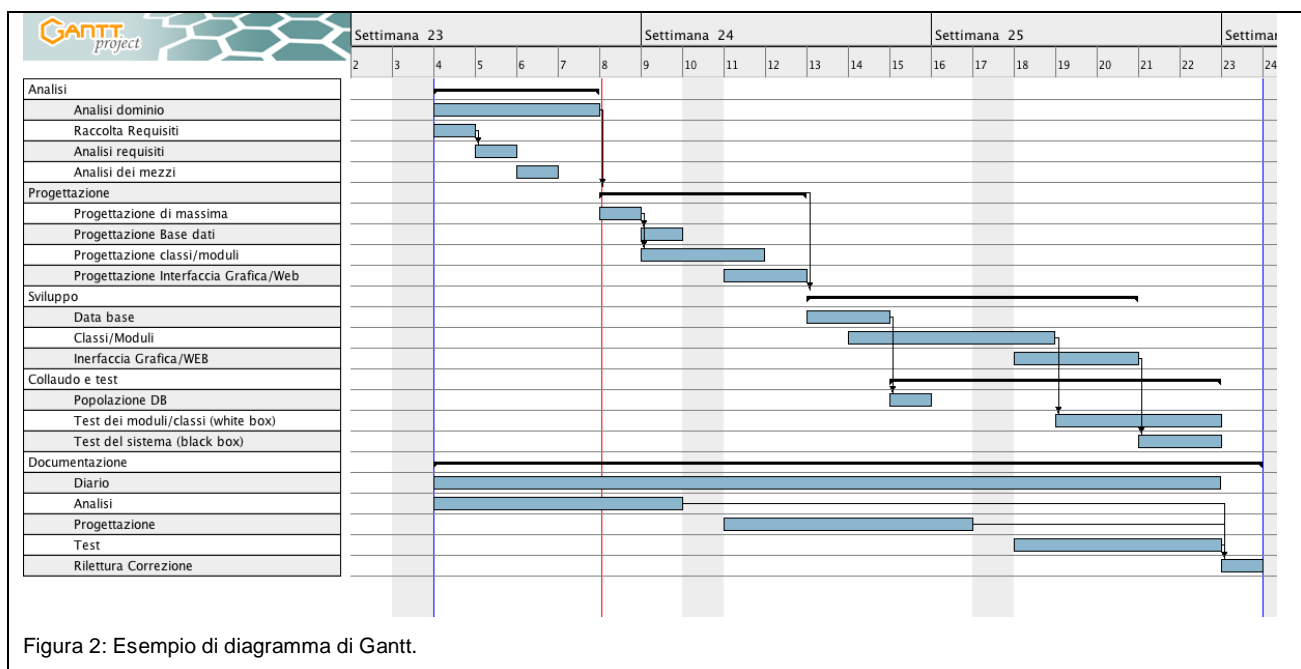 GANTT
project
Settimana 23 Settimana 24 Settimana 25 Settimar
2 3 4 5 6 7 8 9 10 11 12 13 14 15 16 17 18 19 20 21 22 23 24
Analisi
Analisi dominio
Raccolta Requisiti
Analisi requisiti
Analisi dei mezzi
Progettazione
Progettazione di massima
Progettazione Base dati
Progettazione classi/moduli
Progettazione Interfaccia Grafica/Web
Sviluppo
Data base
Classi/Moduli
Inerfaccia Grafica/WEB
Collaudo e test
Popolazione DB
Test dei moduli/classi (white box)
Test del sistema (black box)
Documentazione
Diario
Analisi
Progettazione
Test
Rilettura Correzione
Figura 2: Esempio di diagramma di Gantt.